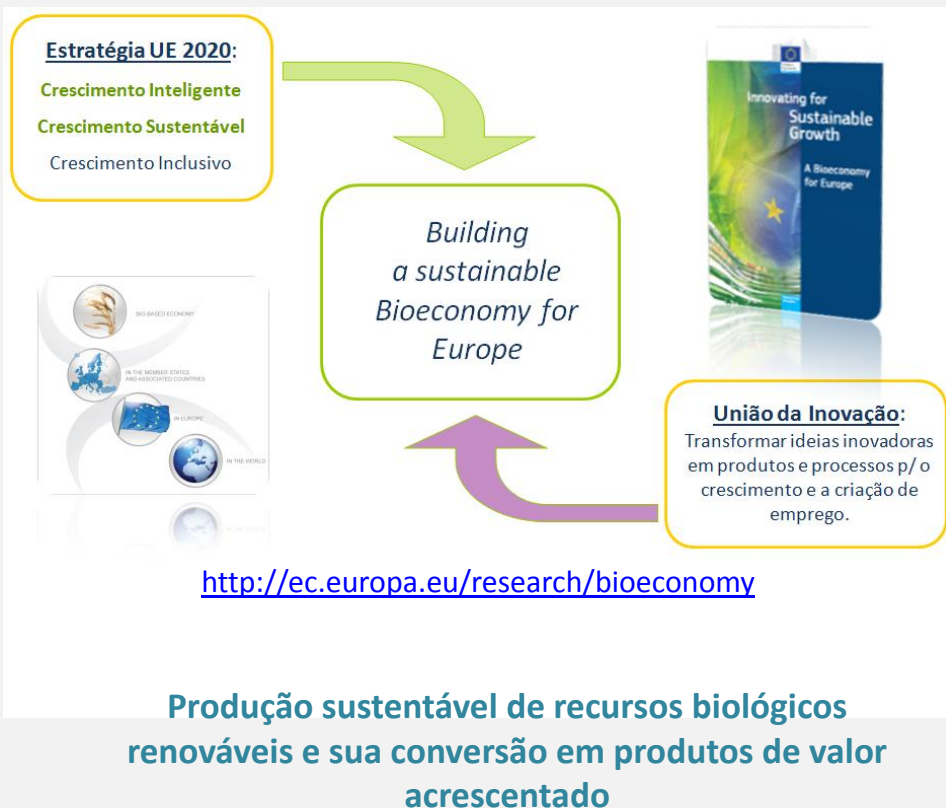 Estratégia UE 2020:
Crescimento Inteligente
Crescimento Sustentável
Crescimento Inclusivo
Innovating for
Sustainable
Growth
A Bioeconomy
for Europe
Building
a sustainable
Bioeconomy for
Europe
BIO-BASED ECONOMY
IN THE MEMBER STATES
AND ASSOCIATED COUNTRIES
IN EUROPE
IN THE WORLD
União da Inovação:
Transformar ideias inovadoras
em produtos e processos p/ o
crescimento e a criação de
emprego.
http://ec.europa.eu/research/bioeconomy
Produção sustentável de recursos biológicos
renováveis e sua conversão em produtos de valor
acrescentado